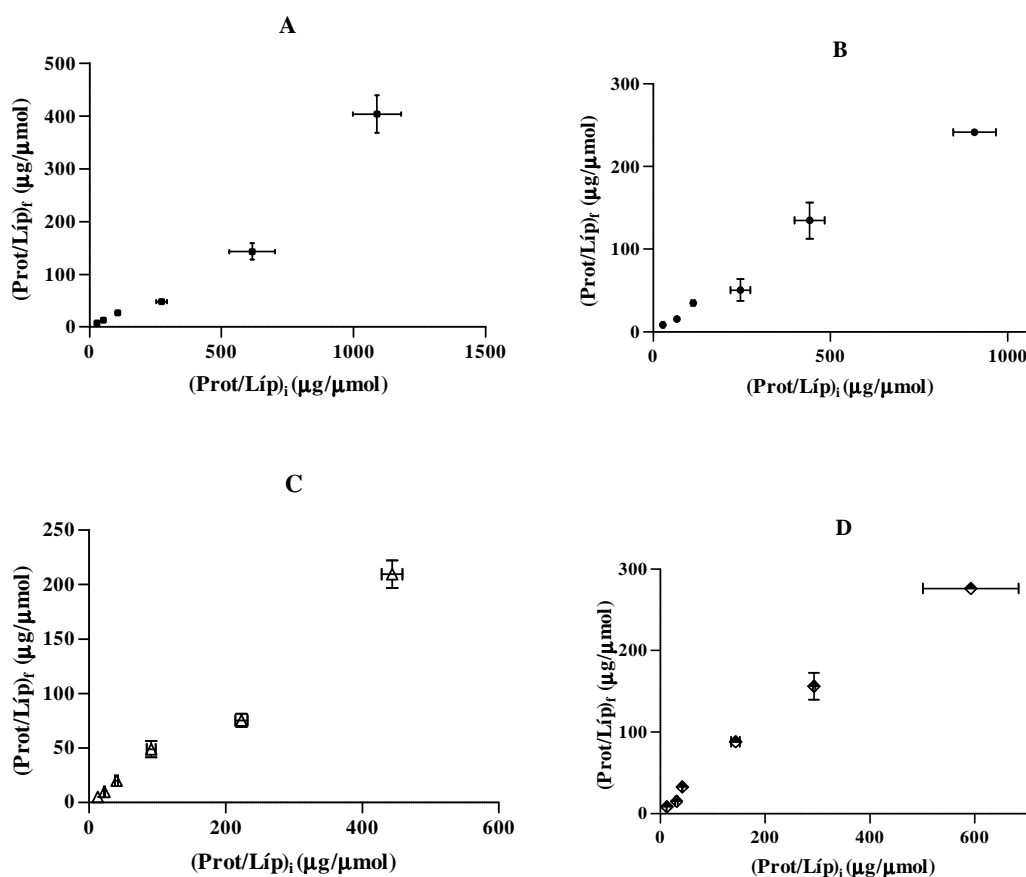 A
500
400
300
200
100
0
0 500 1000 1500
(Prot/Líp)f (µg/µmol)
(Prot/Líp)i (µg/µmol)
B
300
200
100
0
0 500 1000
(Prot/Líp)f (µg/µmol)
(Prot/Líp)i (µg/µmol)
C
250
200
150
100
50
0
0 200 400 600
(Prot/Líp)f (µg/µmol)
(Prot/Líp)i (µg/µmol)
D
300
200
100
0
0 200 400 600
(Prot/Líp)f (µg/µmol)
(Prot/Líp)i (µg/µmol)